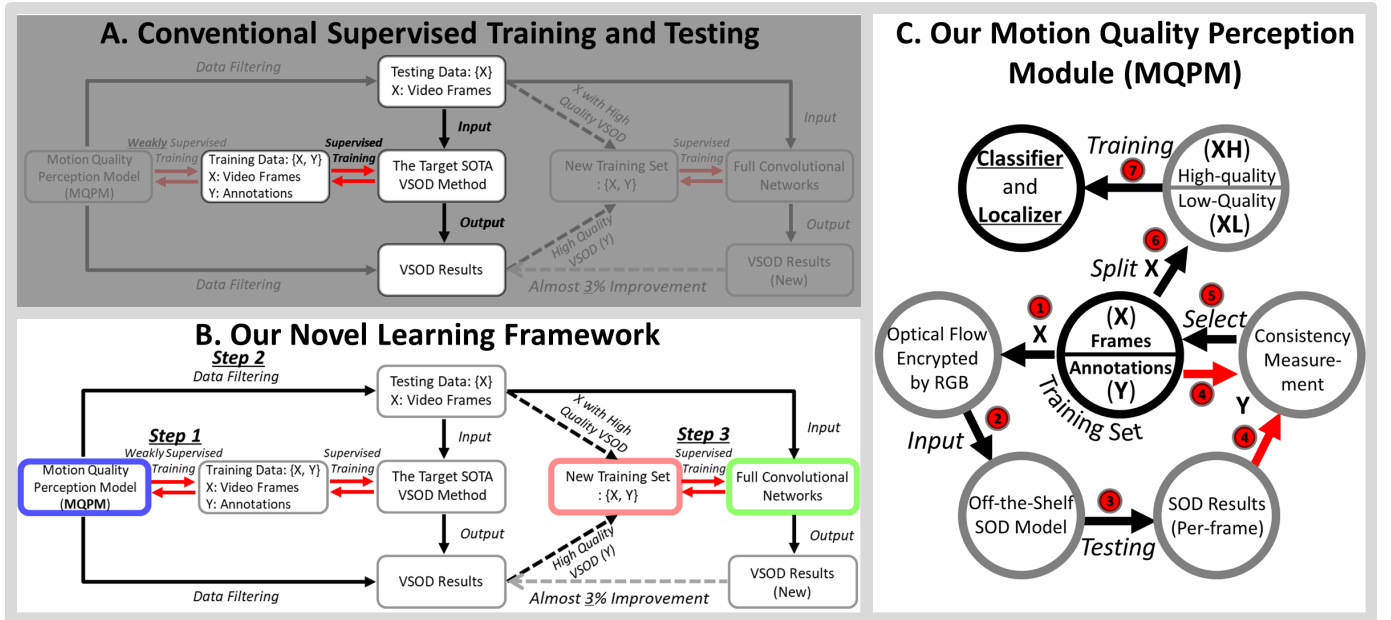 A. Conventional Supervised Training and Testing
Data Filtering
Testing Data: {X}
X: Video Frames
X with High
Quality VSOD
Input
Input
Motion Quality
Perception Model
(MQPM)
Weakly Supervised
Training
Training Data: {X, Y}
X: Video Frames
Y: Annotations
Supervised
Training
The Target SOTA
VSOD Method
New Training Set
: {X, Y}
Supervised
Training
Full Convolutional
Networks
Output
High Quality
VSOD (Y)
Output
VSOD Results
VSOD Results
(New)
Data Filtering
Almost 3% Improvement
B. Our Novel Learning Framework
Step 2
Data Filtering
Testing Data: {X}
X: Video Frames
X with High
Quality VSOD
Input
Input
Step 1
Weakly Supervised
Training
Supervised
Training
Step 3
Supervised
Training
Motion Quality
Perception Model
(MQPM)
Training Data: {X, Y}
X: Video Frames
Y: Annotations
The Target SOTA
VSOD Method
New Training Set
: {X, Y}
Full Convolutional
Networks
Output
High Quality
VSOD (Y)
Output
VSOD Results
VSOD Results
(New)
Data Filtering
Almost 3% Improvement
C. Our Motion Quality Perception
Module (MQPM)
Classifier
and
Localizer
Training
7
(XH)
High-quality
Low-Quality
(XL)
6
Split X
1
X
5
Select
Optical Flow
Encrypted
by RGB
(X)
Frames
Annotations
(Y)
Training Set
Consistency
Measure-
ment
4
Y
4
2
Input
Off-the-Shelf
SOD Model
3
Testing
SOD Results
(Per-frame)